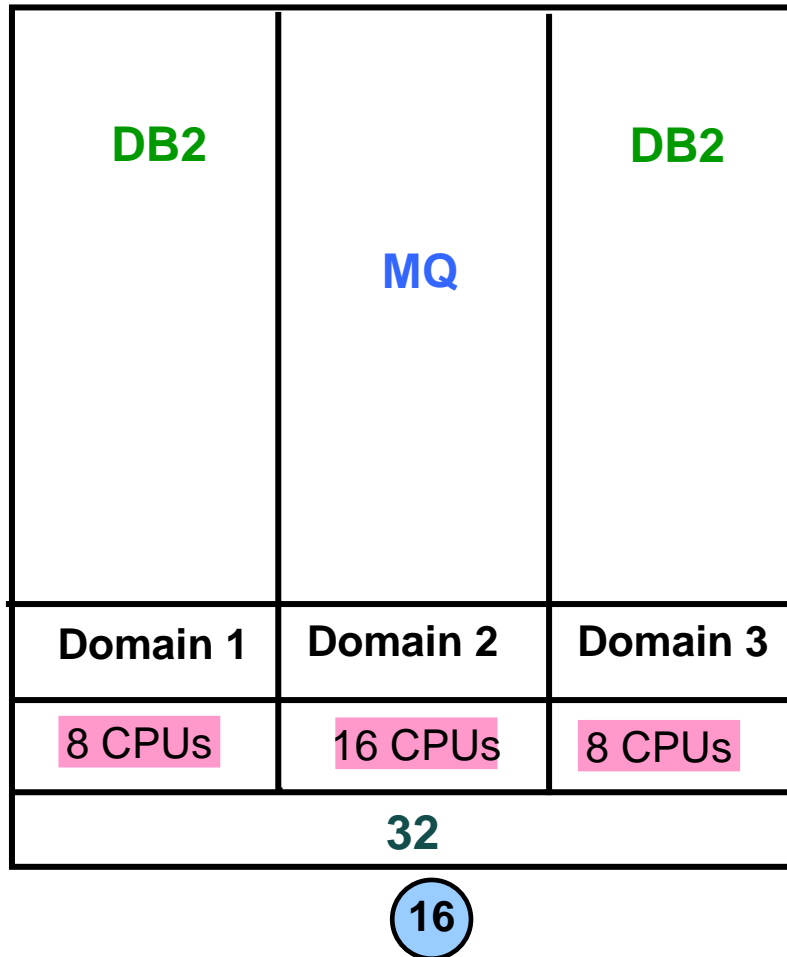 DB2
DB2
MQ
Domain 1
Domain 2
Domain 3
8 CPUs
16 CPUs
8 CPUs
32
16